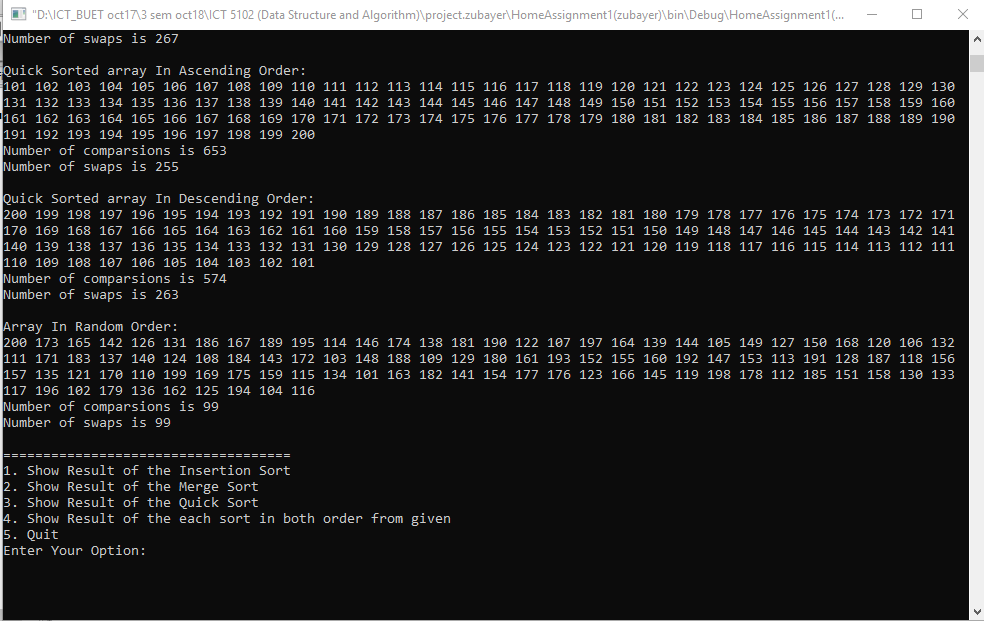 "D:\ICT_BUET oct17\3 sem oct18\ICT 5102 (Data Structure and Algorithm)\project.zubayer\HomeAssignment1(zubayer)\bin\Debug\HomeAssignment1(...
Number of swaps is 267
Quick Sorted array In Ascending Order:
101 102 103 104 105 106 107 108 109 110 111 112 113 114 115 116 117 118 119 120 121 122 123 124 125 126 127 128 129 130
131 132 133 134 135 136 137 138 139 140 141 142 143 144 145 146 147 148 149 150 151 152 153 154 155 156 157 158 159 160
161 162 163 164 165 166 167 168 169 170 171 172 173 174 175 176 177 178 179 180 181 182 183 184 185 186 187 188 189 190
191 192 193 194 195 196 197 198 199 200
Number of comparsions is 653
Number of swaps is 255
Quick Sorted array In Descending Order:
200 199 198 197 196 195 194 193 192 191 190 189 188 187 186 185 184 183 182 181 180 179 178 177 176 175 174 173 172 171
170 169 168 167 166 165 164 163 162 161 160 159 158 157 156 155 154 153 152 151 150 149 148 147 146 145 144 143 142 141
140 139 138 137 136 135 134 133 132 131 130 129 128 127 126 125 124 123 122 121 120 119 118 117 116 115 114 113 112 111
110 109 108 107 106 105 104 103 102 101
Number of comparsions is 574
Number of swaps is 263
Array In Random Order:
200 173 165 142 126 131 186 167 189 195 114 146 174 138 181 190 122 107 197 164 139 144 105 149 127 150 168 120 106 132
111 171 183 137 140 124 108 184 143 172 103 148 188 109 129 180 161 193 152 155 160 192 147 153 113 191 128 187 118 156
157 135 121 170 110 199 169 175 159 115 134 101 163 182 141 154 177 176 123 166 145 119 198 178 112 185 151 158 130 133
117 196 102 179 136 162 125 194 104 116
Number of comparsions is 99
Number of swaps is 99
====================================
1. Show Result of the Insertion Sort
2. Show Result of the Merge Sort
3. Show Result of the Quick Sort
4. Show Result of the each sort in both order from given
5. Quit
Enter Your Option: